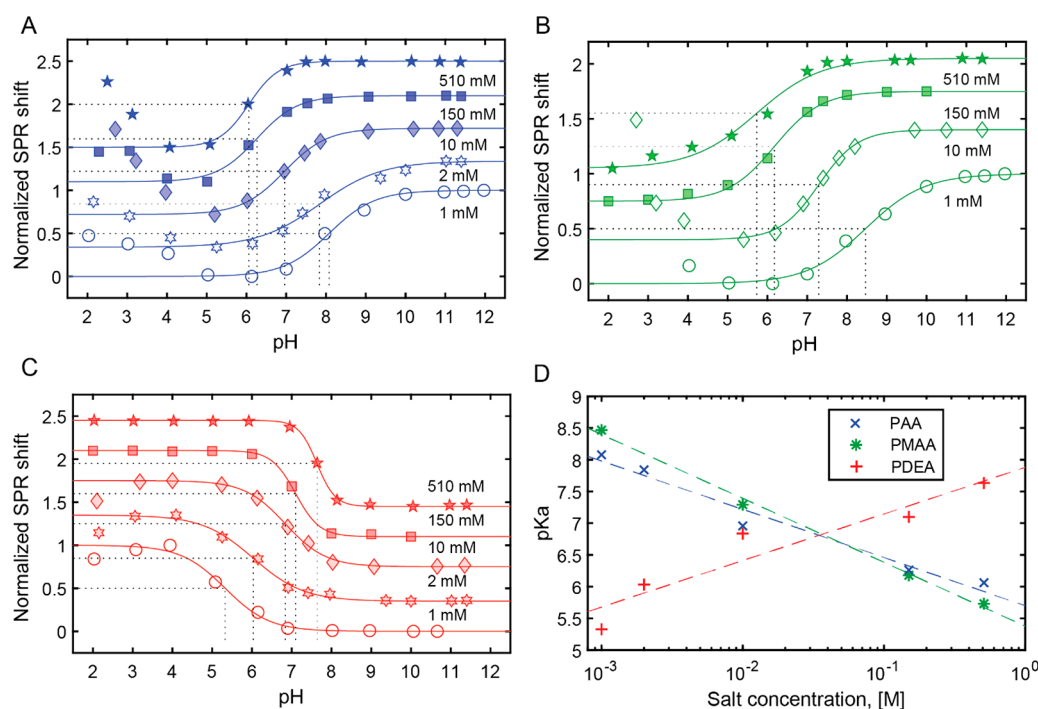 A
Normalized SPR shift
2.5
2
1.5
1
0.5
0
510 mM
150 mM
10 mM
2 mM
1 mM
2 3 4 5 6 7 8 9 10 11 12
pH
B
Normalized SPR shift
2
1.5
1
0.5
0
510 mM
150 mM
10 mM
1 mM
2 3 4 5 6 7 8 9 10 11 12
pH
C
Normalized SPR shift
2.5
2
1.5
1
0.5
0
510 mM
150 mM
10 mM
2 mM
1 mM
2 3 4 5 6 7 8 9 10 11 12
pH
D
pKa
9
8.5
8
7.5
7
6.5
6
5.5
5
PAA
PMAA
PDEA
10⁻³ 10⁻² 10⁻¹ 10⁰
Salt concentration, [M]